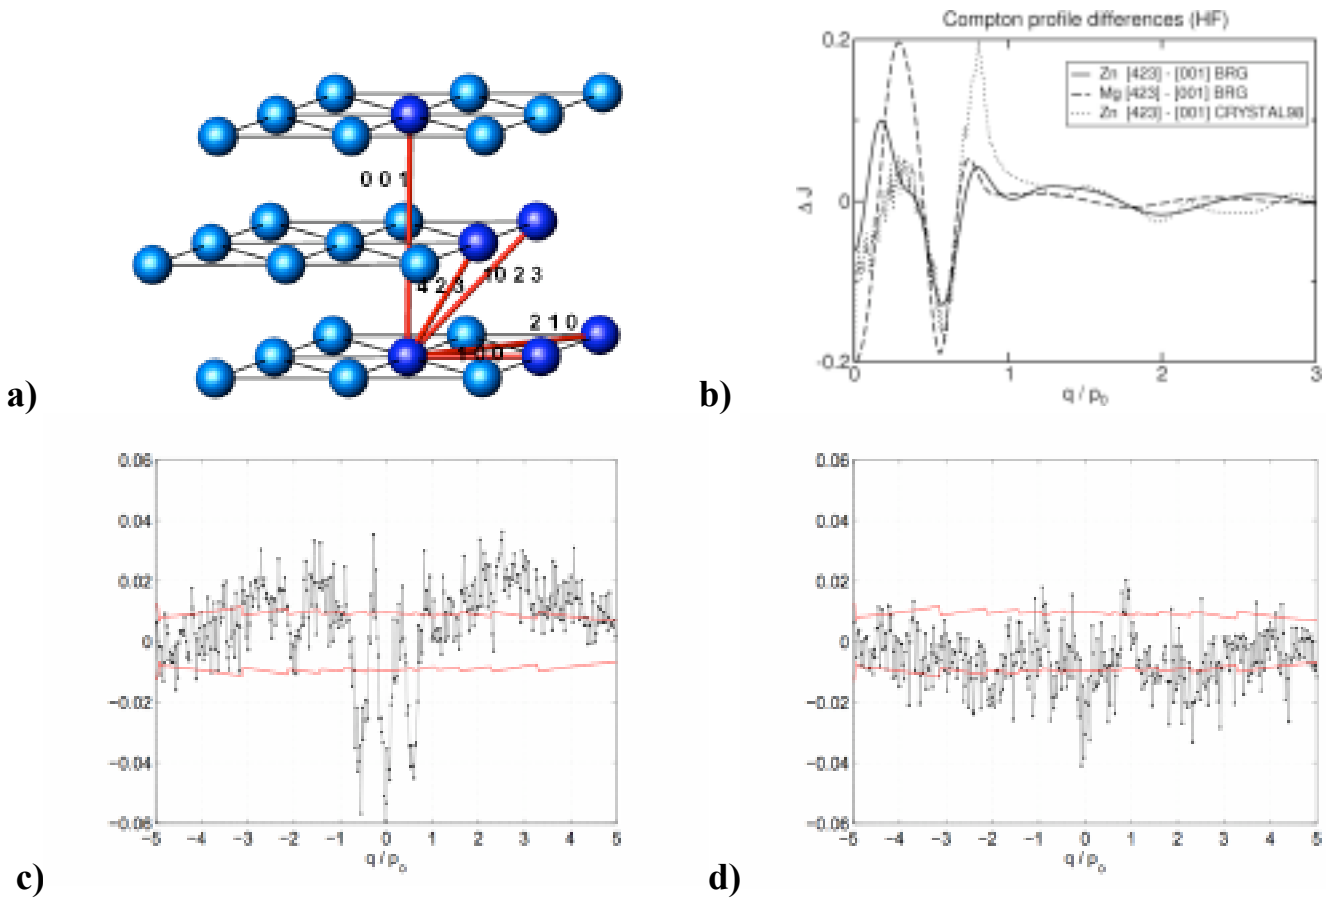 Compton profile differences (HF)
0.2
Zn [423] - [001] BRG
Mg [423] - [001] BRG
Zn [423] - [001] CRYSTAL98
0 0 1
Δ J
0
4 2 3
10 2 3
2 1 0
1 0 0
-0.2
0 1 2 3
q / p0
a)
b)
0.06
0.04
0.02
0
−0.02
−0.04
−0.06
−5 −4 −3 −2 −1 0 1 2 3 4 5
q / p0
c)
0.06
0.04
0.02
0
−0.02
−0.04
−0.06
−5 −4 −3 −2 −1 0 1 2 3 4 5
q / p0
d)